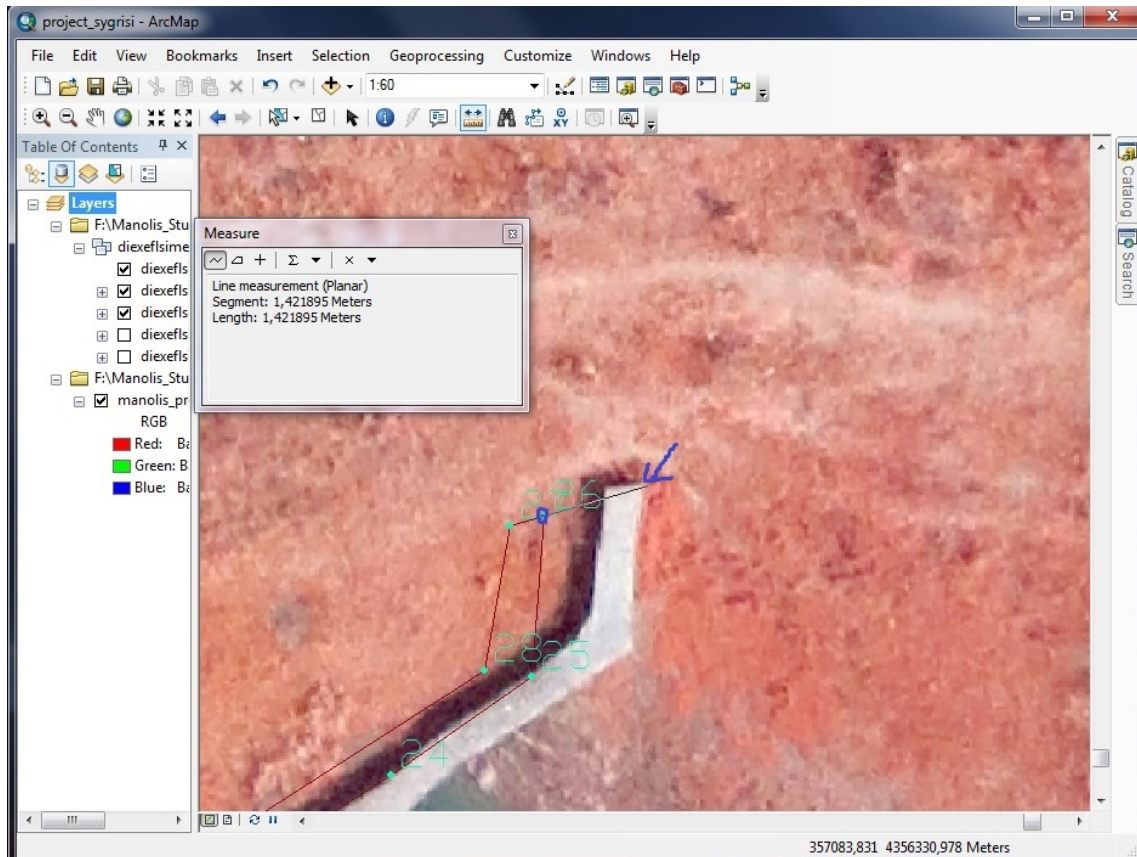 project_sygrisi - ArcMap
File Edit View Bookmarks Insert Selection Geoprocessing Customize Windows Help
1:60
Table Of Contents
Layers
F:\Manolis_Stu
diexeflsime
diexefls
diexefls
diexefls
diexefls
diexefls
F:\Manolis_Stu
manolis_pr
RGB
Red: Ba
Green: B
Blue: Ba
Measure
Line measurement (Planar)
Segment: 1,421895 Meters
Length: 1,421895 Meters
Catalog
Search
27 26
28 25
24
357083,831 4356330,978 Meters